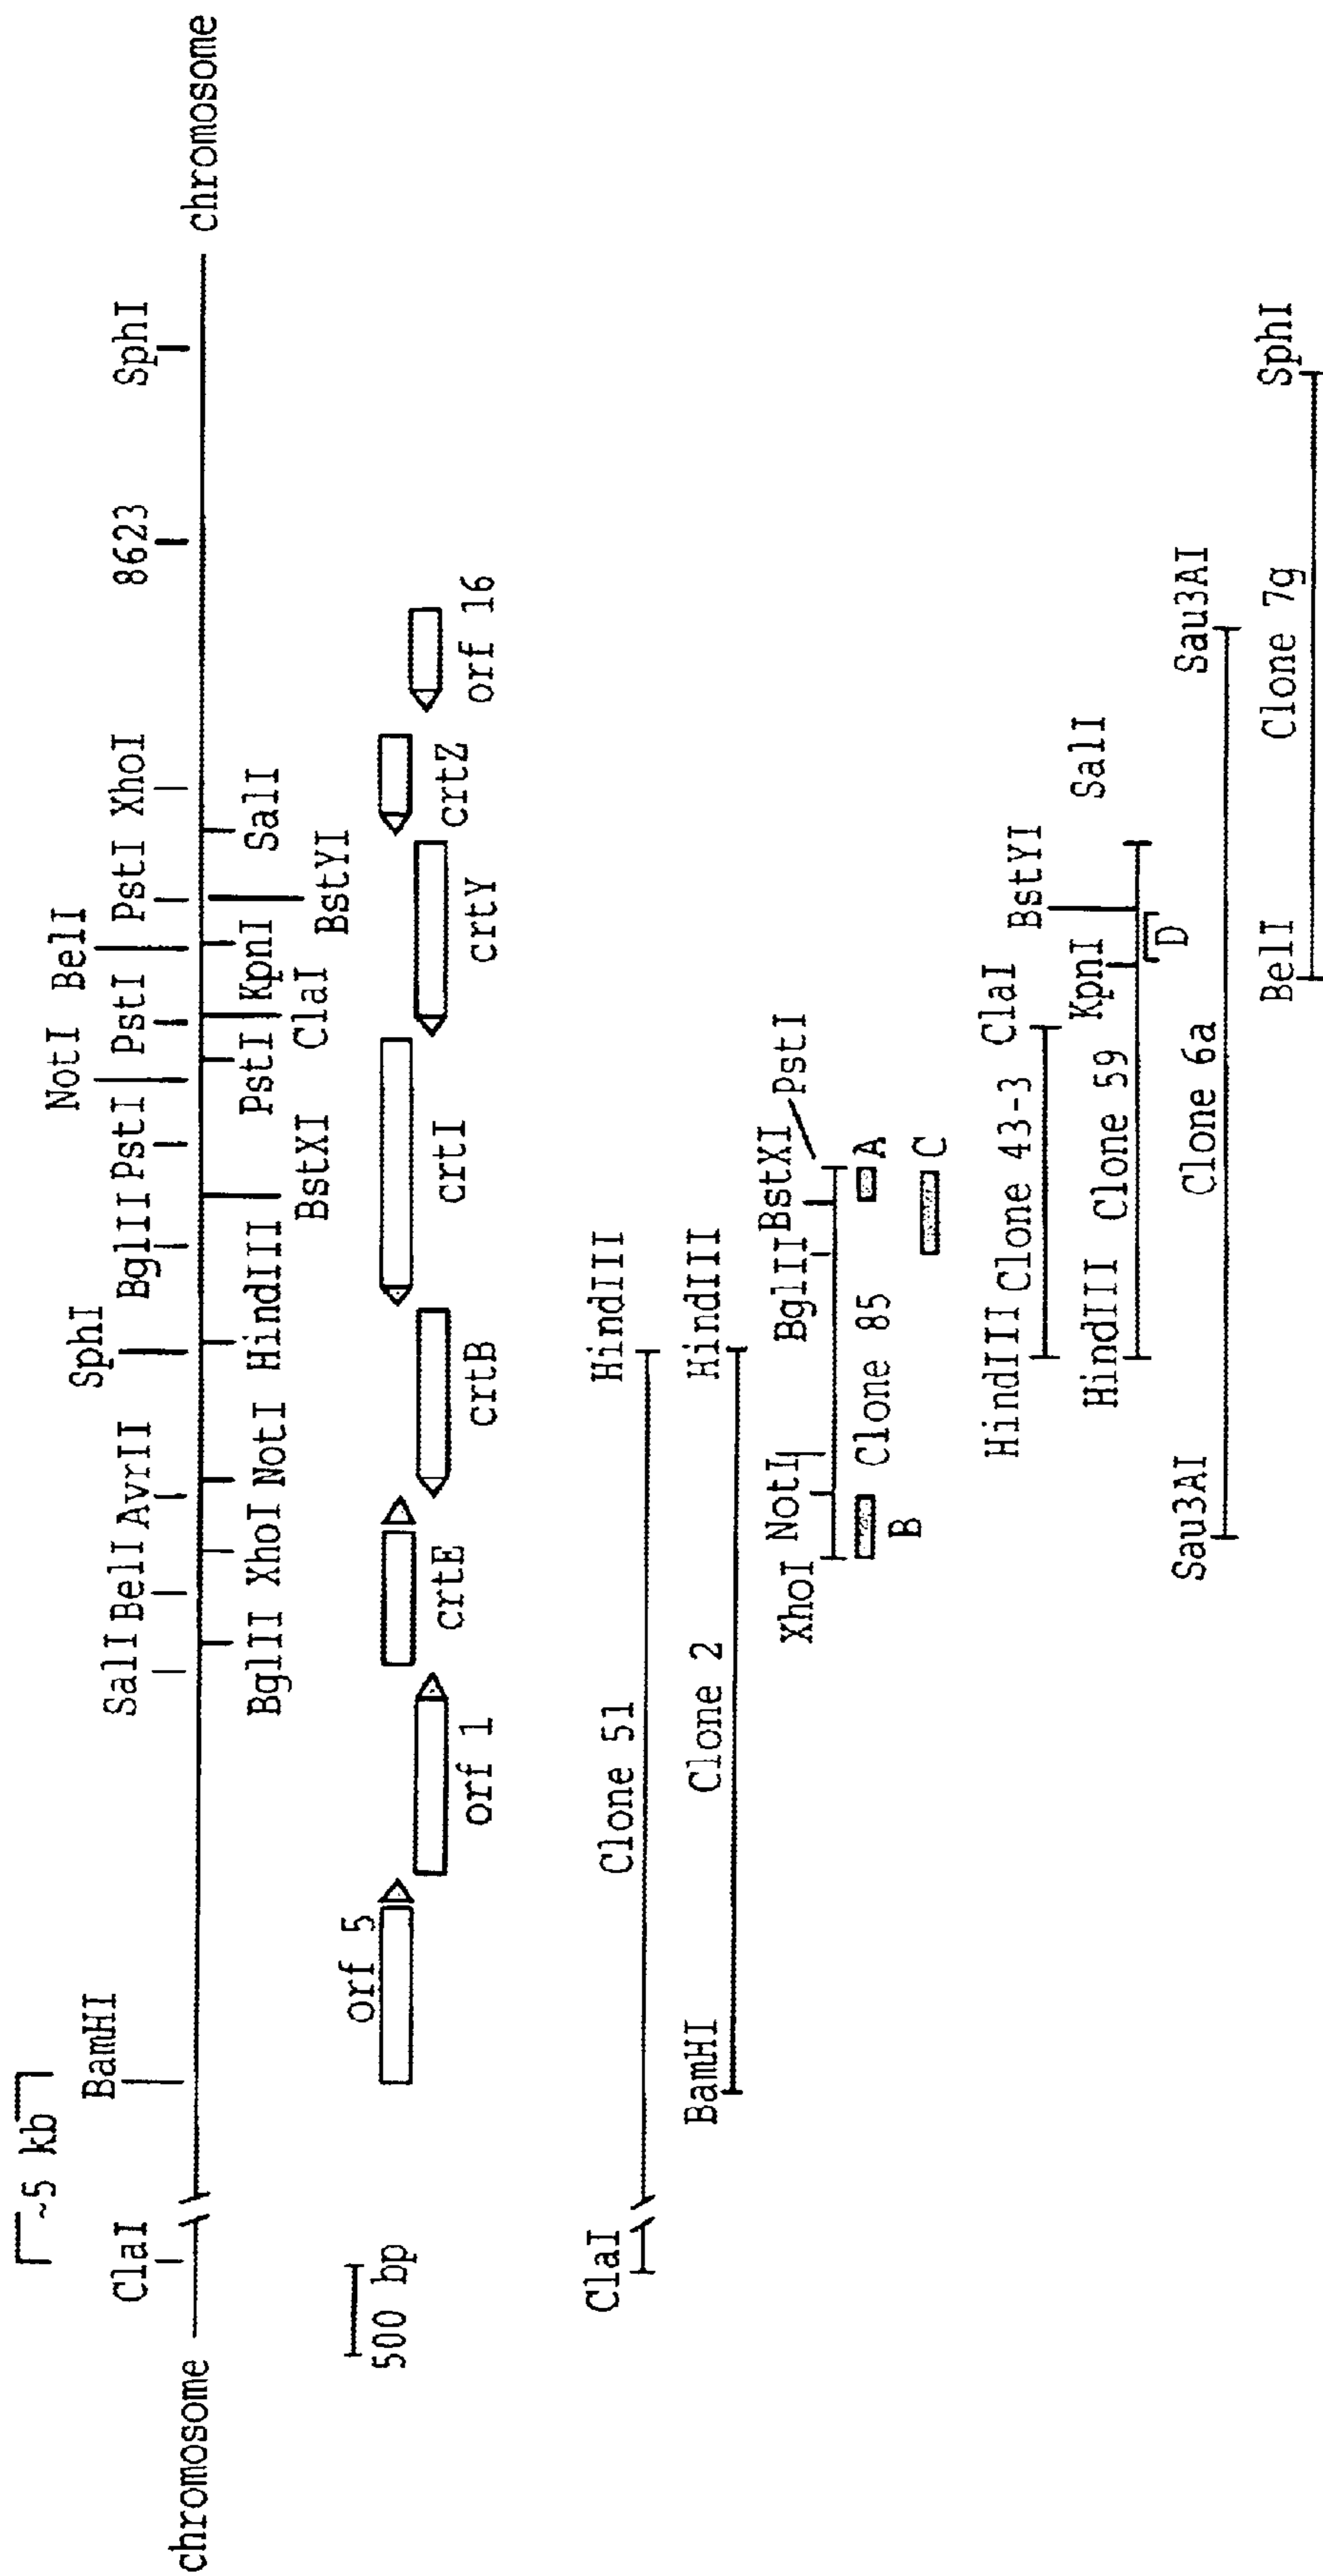 ~5 kb
ClaI
BamHI
SalI
BelI
AvrII
SphI
BglII
PstI
NotI
PstI
BelI
PstI
XhoI
8623
SphI
chromosome
chromosome
BglII
XhoI
NotI
HindIII
BstXI
PstI
ClaI
KpnI
BstYI
SalI
500 bp
orf 5
orf 1
crtE
crtB
crtI
crtY
crtZ
orf 16
ClaI
Clone 51
HindIII
BamHI
Clone 2
HindIII
XhoI
NotI
BglII
BstXI
PstI
B
Clone 85
A
C
HindIII
Clone 43-3
ClaI
HindIII
Clone 59
KpnI
BstYI
SalI
D
Sau3AI
Clone 6a
Sau3AI
BelI
Clone 7g
SphI